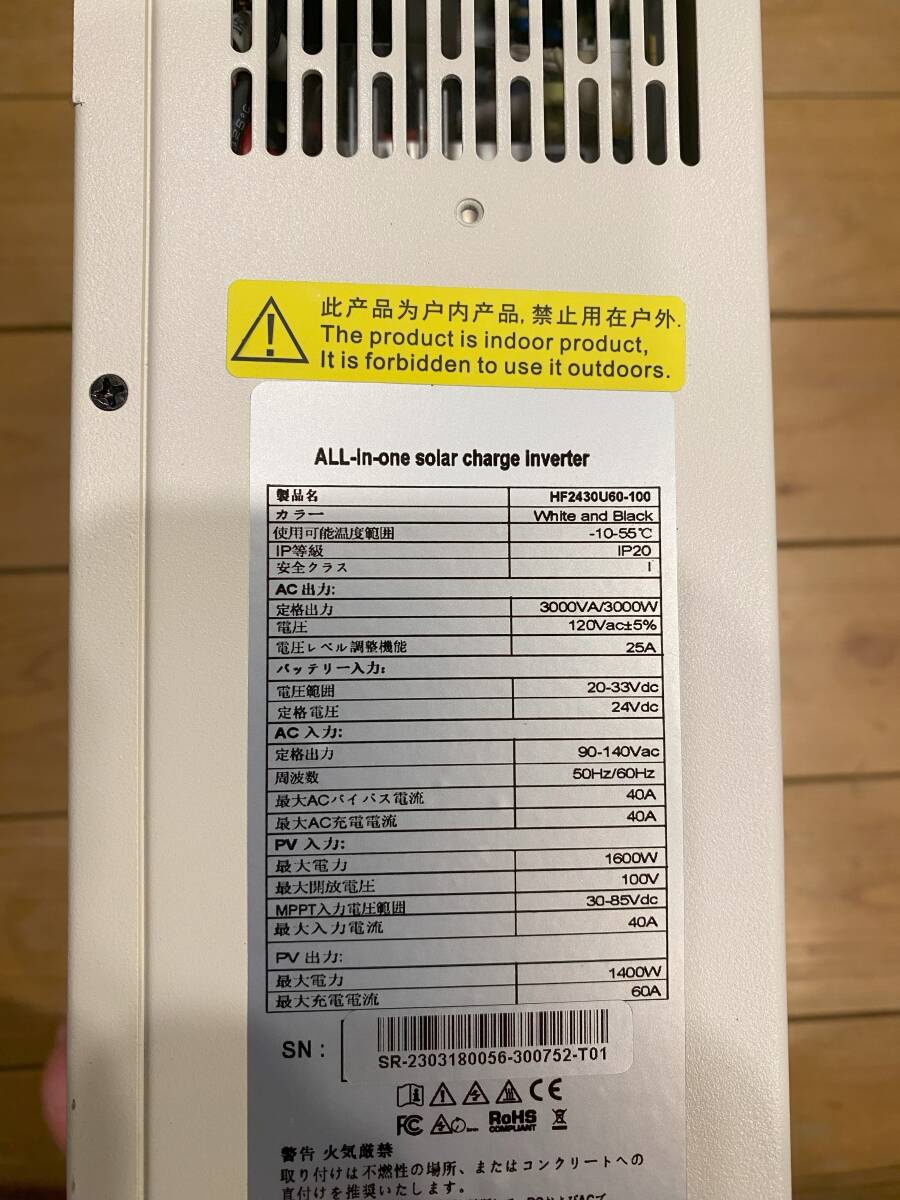 125°C
此产品为户内产品,禁止用在户外.
The product is indoor product,
It is forbidden to use it outdoors.
ALL-In-one solar charge inverter
製品名 HF2430U60-100
カラー White and Black
使用可能温度範囲 -10-55℃
IP等級 IP20
安全クラス I
AC 出力:
定格出力 3000VA/3000W
電圧 120Vac±5%
電圧レベル調整機能 25A
バッテリー入力:
電圧範囲 20-33Vdc
定格電圧 24Vdc
AC 入力:
定格出力 90-140Vac
周波数 50Hz/60Hz
最大ACバイパス電流 40A
最大AC充電電流 40A
PV 入力:
最大電力 1600W
最大開放電圧 100V
MPPT入力電圧範囲 30-85Vdc
最大入力電流 40A
PV 出力:
最大電力 1400W
最大充電電流 60A
SN :
SR-2303180056-300752-T01
CE
FC RoHS
COMPLIANT
警告 火気厳禁
取り付けは不燃性の場所、またはコンクリートへの
直付けを推奨いたします。